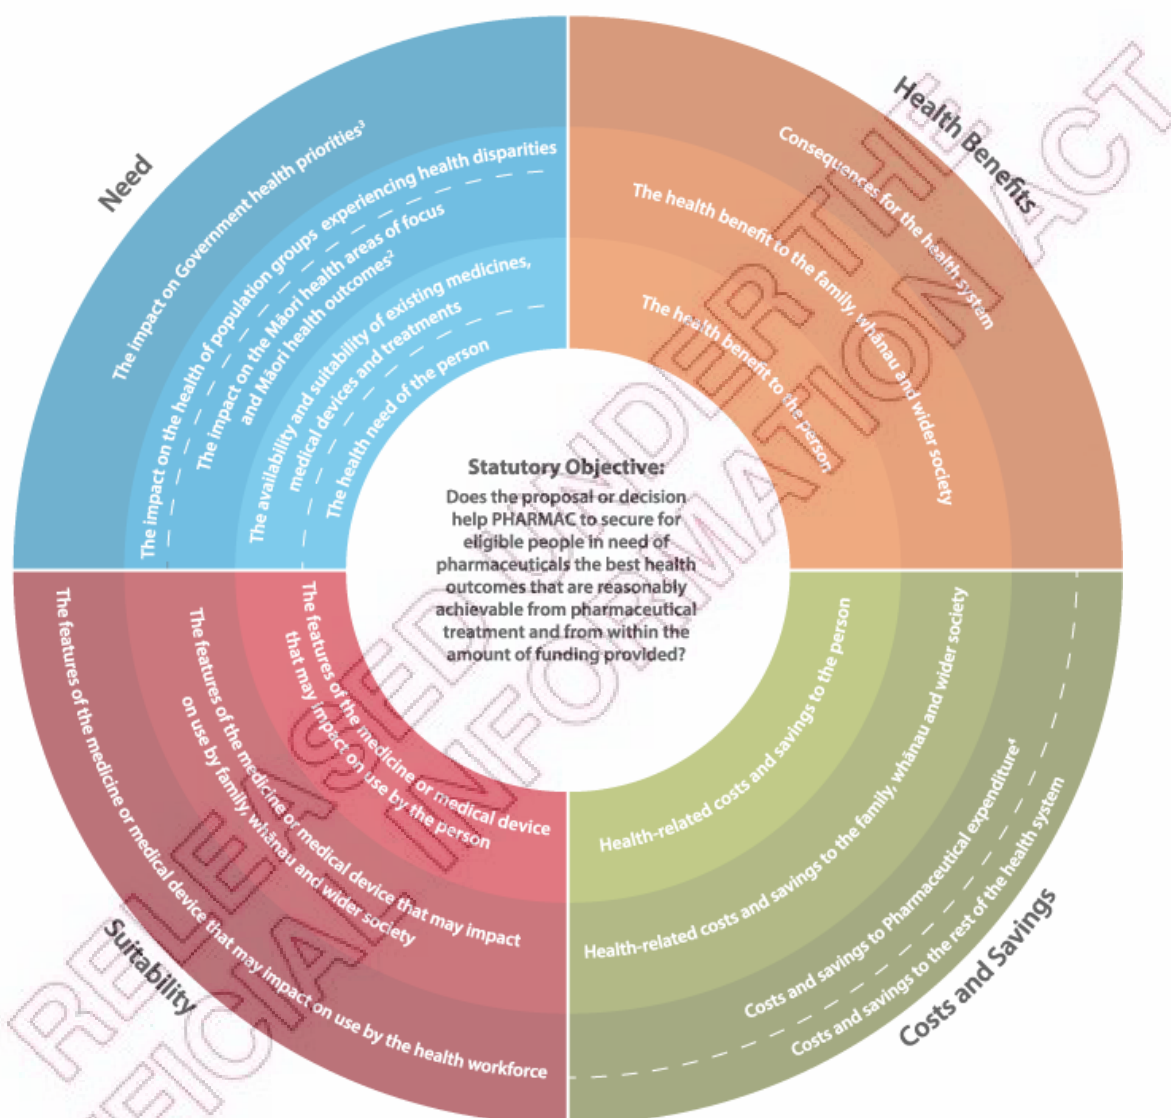 Need
The impact on Government health priorities³
The impact on the health of population groups experiencing health disparities
The impact on the Māori health areas of focus
and Māori health outcomes²
The availability and suitability of existing medicines,
medical devices and treatments
The health need of the person
Health Benefits
Consequences for the health system
The health benefit to the family, whānau and wider society
The health benefit to the person
Statutory Objective:
Does the proposal or decision
help PHARMAC to secure for
eligible people in need of
pharmaceuticals the best health
outcomes that are reasonably
achievable from pharmaceutical
treatment and from within the
amount of funding provided?
Suitability
The features of the medicine or medical device
that may impact on use by the person
The features of the medicine or medical device that may impact
on use by family, whānau and wider society
The features of the medicine or medical device that may impact on use by the health workforce
Costs and Savings
Health-related costs and savings to the person
Health-related costs and savings to the family, whānau and wider society
Costs and savings to Pharmaceutical expenditure⁴
Costs and savings to the rest of the health system
RELEASED UNDER THE
INFORMATION ACT